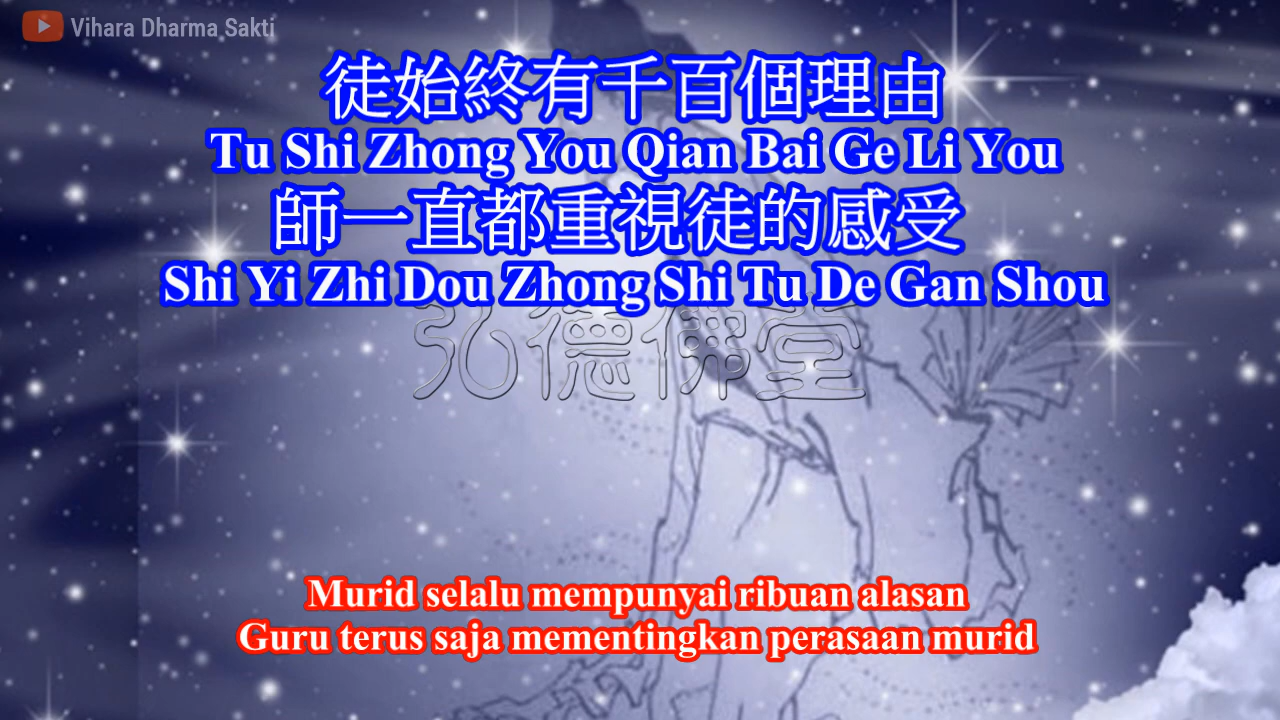 Vihara Dharma Sakti
徒始終有千百個理由
Tu Shi Zhong You Qian Bai Ge Li You
師一直都重視徒的感受
Shi Yi Zhi Dou Zhong Shi Tu De Gan Shou
弘德佛堂
Murid selalu mempunyai ribuan alasan
Guru terus saja mementingkan perasaan murid